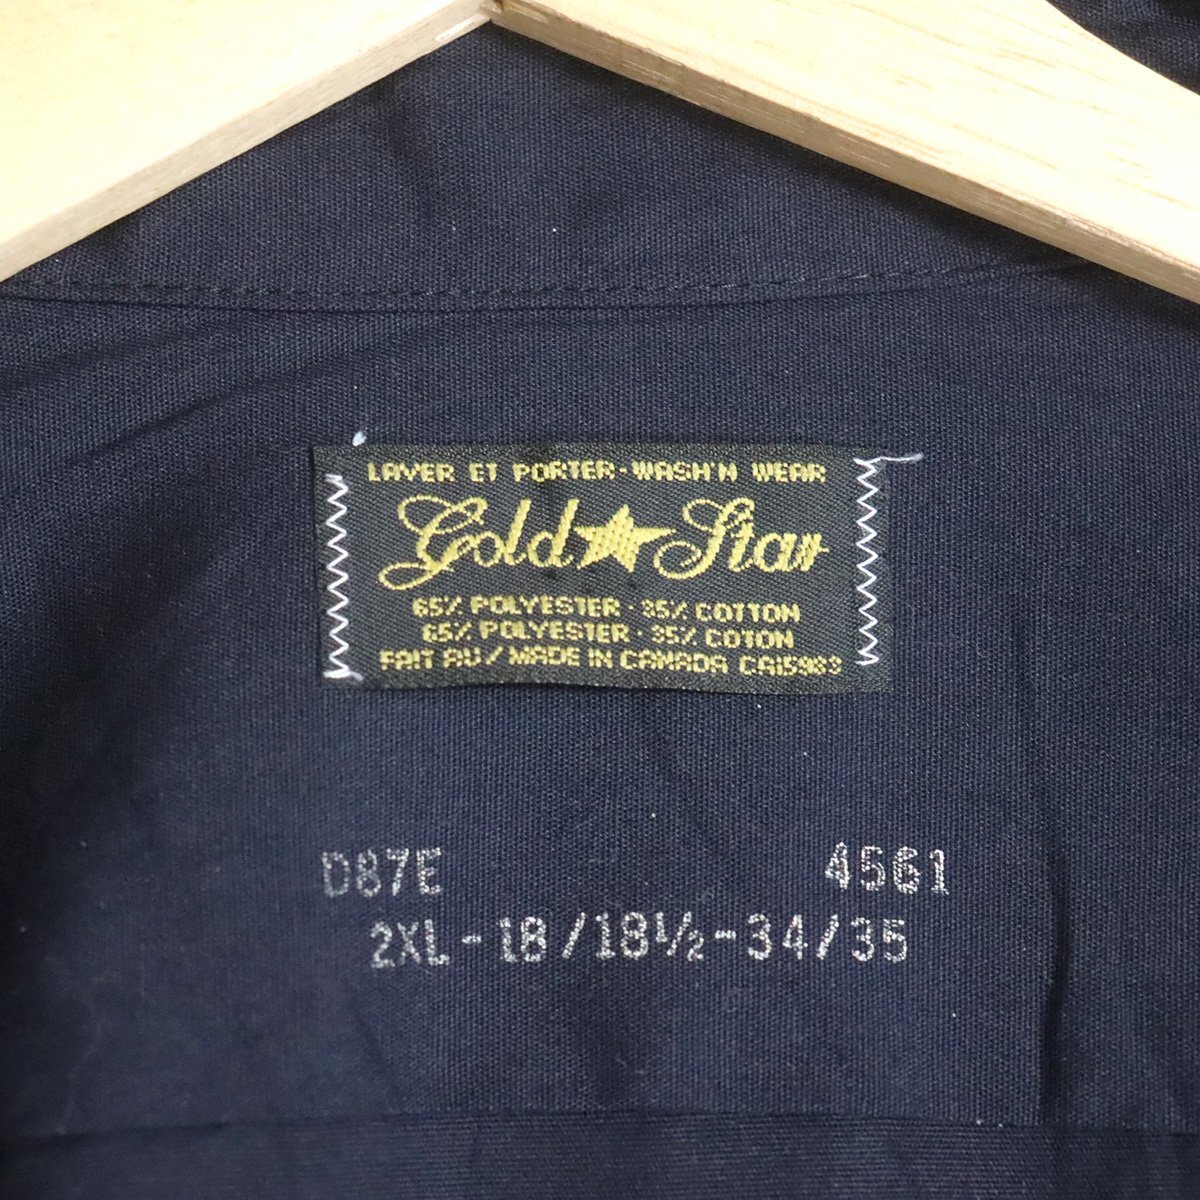 LAVER ET PORTER·WASH'N WEAR
Gold★Star
65% POLYESTER · 35% COTTON
65% POLYESTER · 35% COTON
FAIT AU / MADE IN CANADA CA15983
D87E 4561
2XL-18/18½-34/35